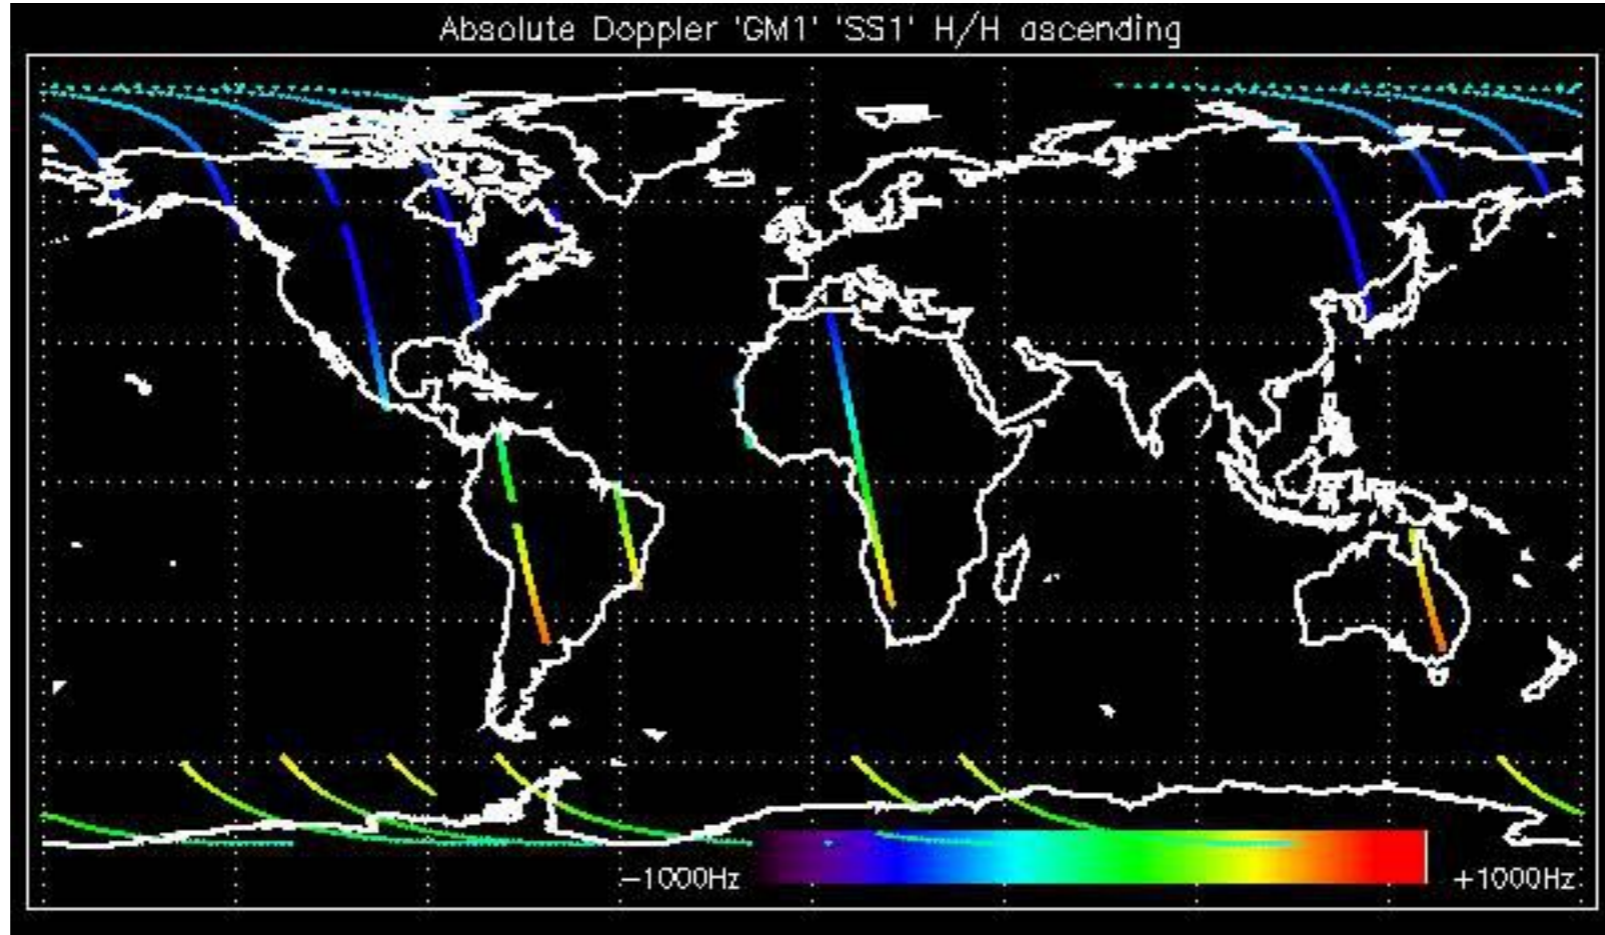 Absolute Doppler 'GM1' 'SS1' H/H ascending
−1000Hz
+1000Hz